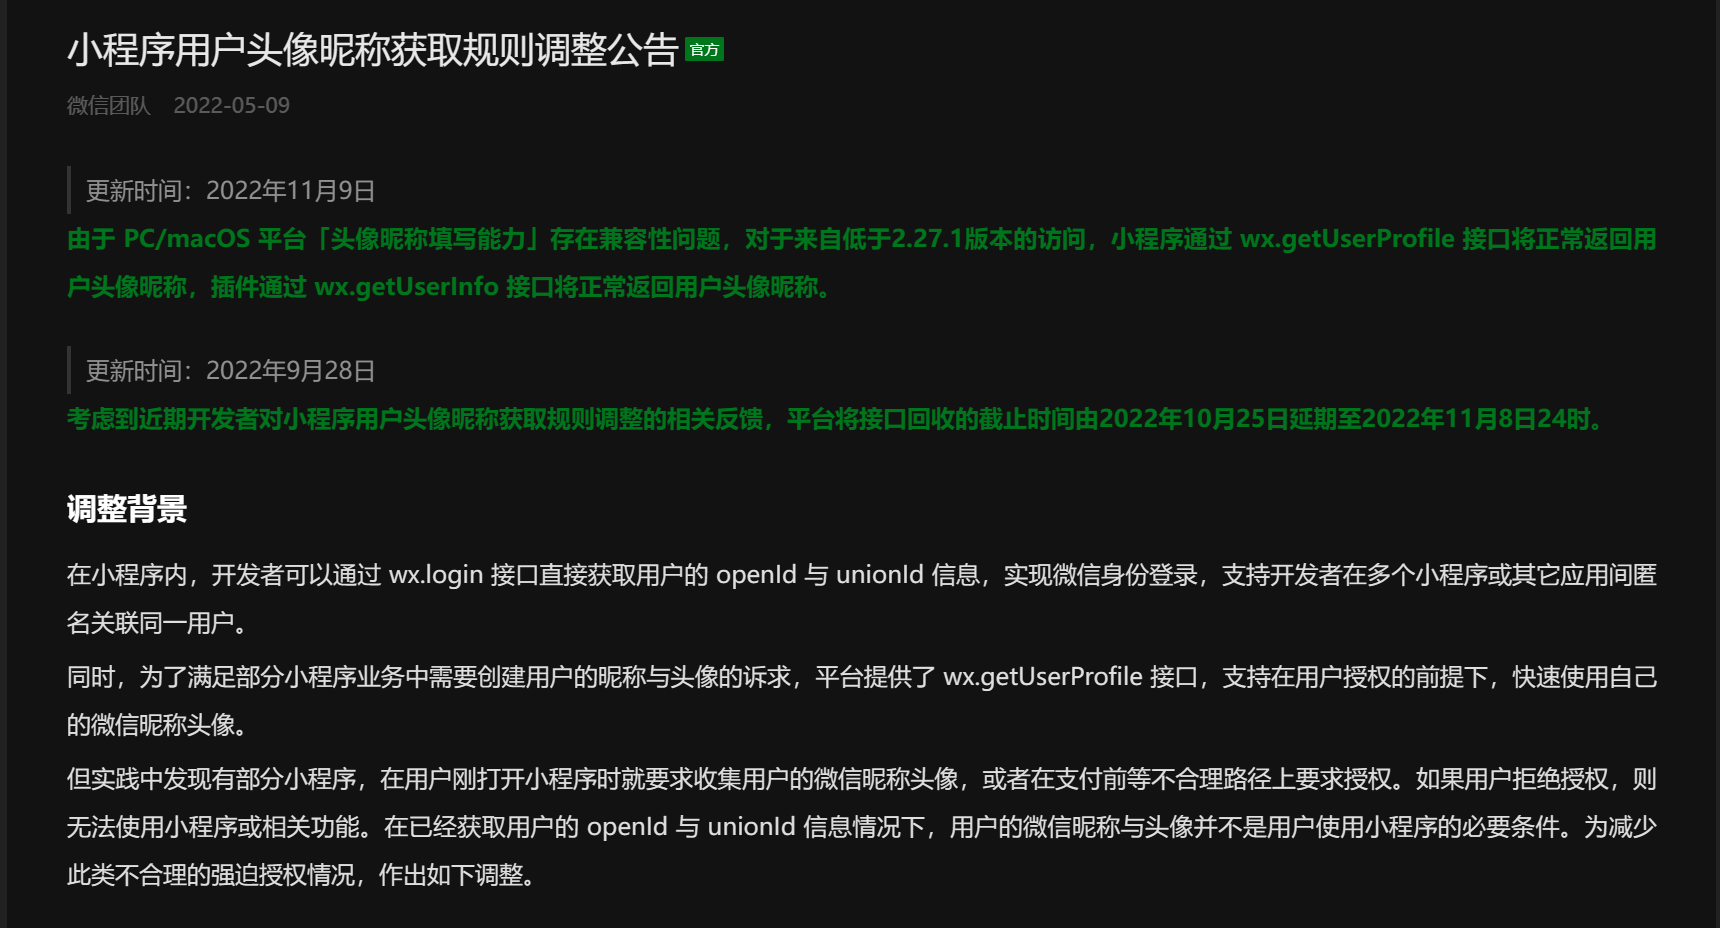 小程序用户头像昵称获取规则调整公告 官方
微信团队 2022-05-09
更新时间：2022年11月9日
由于 PC/macOS 平台「头像昵称填写能力」存在兼容性问题，对于来自低于2.27.1版本的访问，小程序通过 wx.getUserProfile 接口将正常返回用
户头像昵称，插件通过 wx.getUserInfo 接口将正常返回用户头像昵称。
更新时间：2022年9月28日
考虑到近期开发者对小程序用户头像昵称获取规则调整的相关反馈，平台将接口回收的截止时间由2022年10月25日延期至2022年11月8日24时。
调整背景
在小程序内，开发者可以通过 wx.login 接口直接获取用户的 openId 与 unionId 信息，实现微信身份登录，支持开发者在多个小程序或其它应用间匿
名关联同一用户。
同时，为了满足部分小程序业务中需要创建用户的昵称与头像的诉求，平台提供了 wx.getUserProfile 接口，支持在用户授权的前提下，快速使用自己
的微信昵称头像。
但实践中发现有部分小程序，在用户刚打开小程序时就要求收集用户的微信昵称头像，或者在支付前等不合理路径上要求授权。如果用户拒绝授权，则
无法使用小程序或相关功能。在已经获取用户的 openId 与 unionId 信息情况下，用户的微信昵称与头像并不是用户使用小程序的必要条件。为减少
此类不合理的强迫授权情况，作出如下调整。